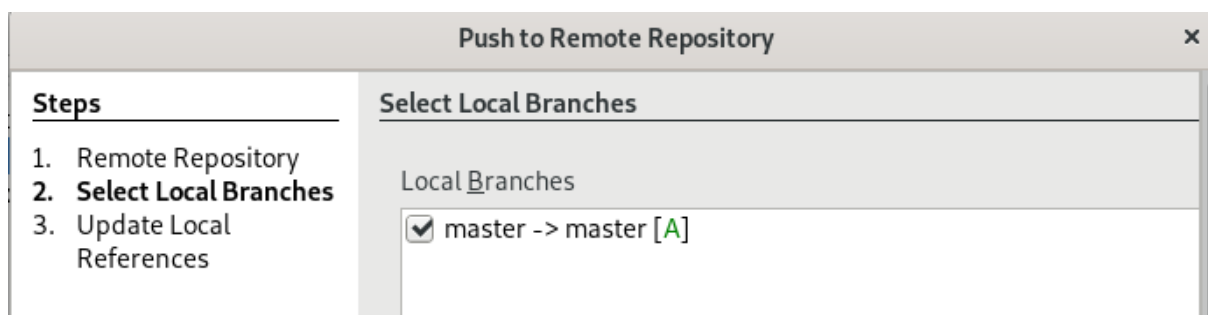 Push to Remote Repository ×
Steps
1. Remote Repository
2. Select Local Branches
3. Update Local
References
Select Local Branches
Local Branches
master -> master [A]